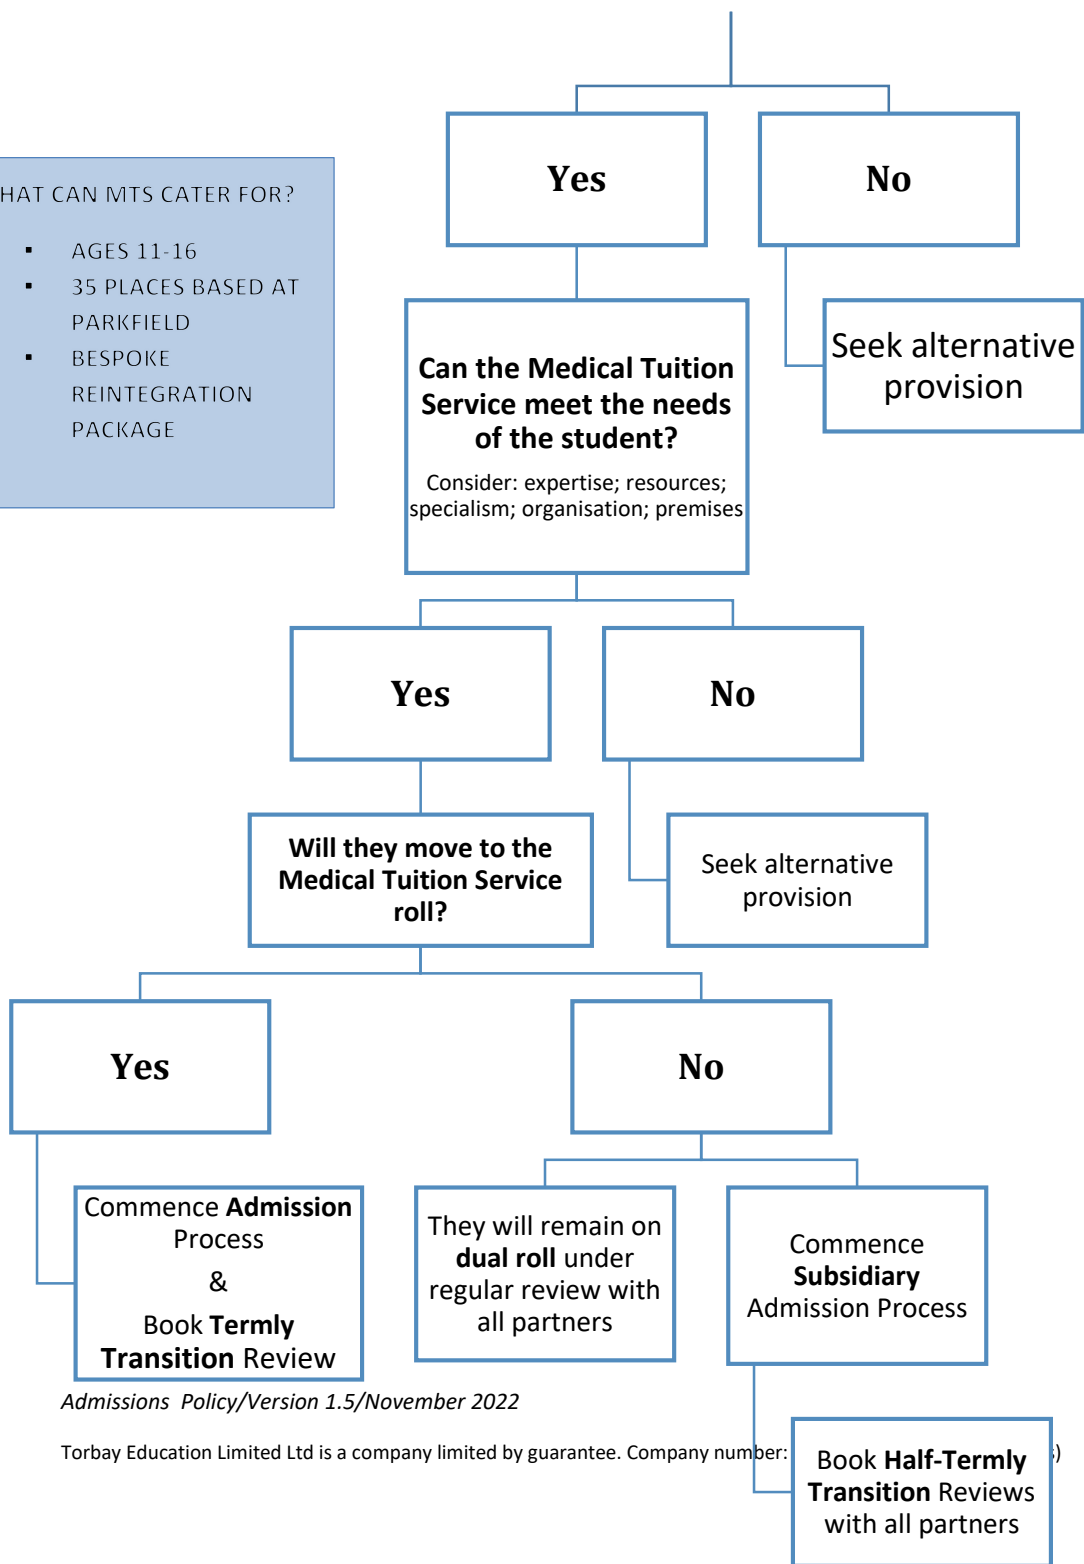 Yes
No
HAT CAN MTS CATER FOR?
▪ AGES 11-16
▪ 35 PLACES BASED AT
PARKFIELD
▪ BESPOKE
REINTEGRATION
PACKAGE
Seek alternative
provision
Can the Medical Tuition
Service meet the needs
of the student?
Consider: expertise; resources;
specialism; organisation; premises
Yes
No
Will they move to the
Medical Tuition Service
roll?
Seek alternative
provision
Yes
No
Commence Admission
Process
&
Book Termly
Transition Review
They will remain on
dual roll under
regular review with
all partners
Commence
Subsidiary
Admission Process
Book Half-Termly
Transition Reviews
with all partners
Admissions  Policy/Version 1.5/November 2022
Torbay Education Limited Ltd is a company limited by guarantee. Company number: